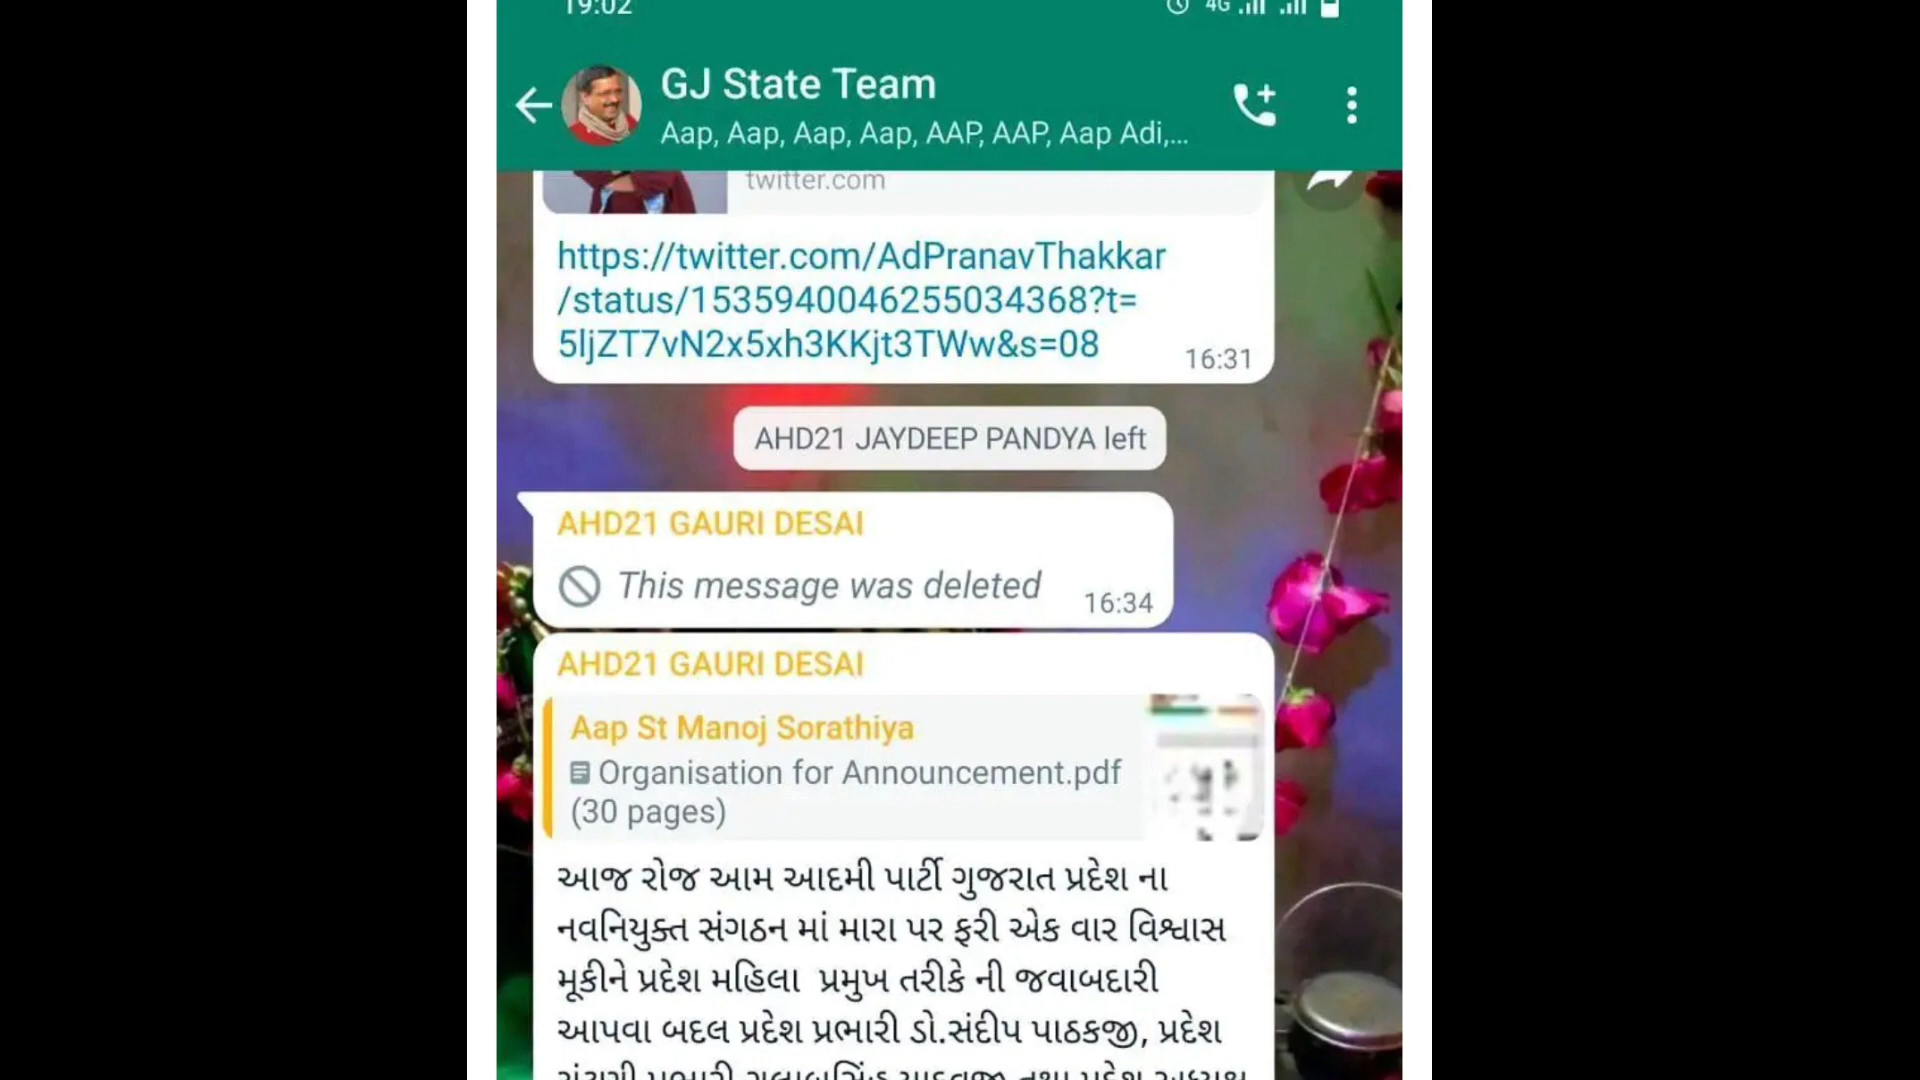 19:02
4G
GJ State Team
Aap, Aap, Aap, Aap, AAP, AAP, Aap Adi,...
twitter.com
https://twitter.com/AdPranavThakkar
/status/1535940046255034368?t=
5ljZT7vN2x5xh3KKjt3TWw&s=08
16:31
AHD21 JAYDEEP PANDYA left
AHD21 GAURI DESAI
This message was deleted
16:34
AHD21 GAURI DESAI
Aap St Manoj Sorathiya
Organisation for Announcement.pdf
(30 pages)
આજ રોજ આમ આદમી પાર્ટી ગુજરાત પ્રદેશ ના
નવનિયુક્ત સંગઠન માં મારા પર ફરી એક વાર વિશ્વાસ
મૂકીને પ્રદેશ મહિલા પ્રમુખ તરીકે ની જવાબદારી
આપવા બદલ પ્રદેશ પ્રભારી ડો.સંદીપ પાઠકજી, પ્રદેશ